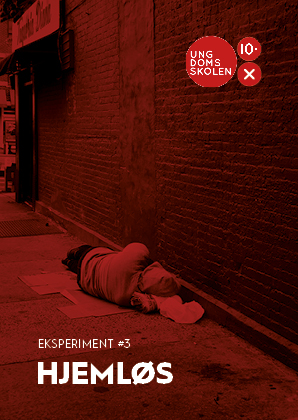 UNG
DOMS
SKOLEN
10.
X
EKSPERIMENT #3
HJEMLØS